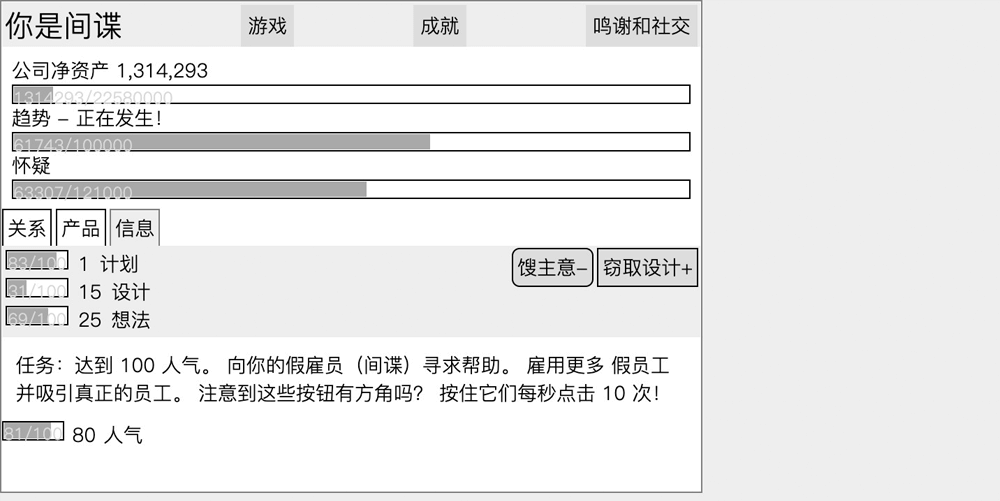 你是间谍 游戏 成就 鸣谢和社交
公司净资产 1,314,293
1314293/22580000
趋势 – 正在发生！
61743/100000
怀疑
63307/121000
关系 产品 信息
83/100 1 计划 馊主意– 窃取设计+
31/100 15 设计
69/100 25 想法
任务：达到 100 人气。 向你的假雇员（间谍）寻求帮助。 雇用更多 假员工
并吸引真正的员工。 注意到这些按钮有方角吗？ 按住它们每秒点击 10 次！
81/100 80 人气